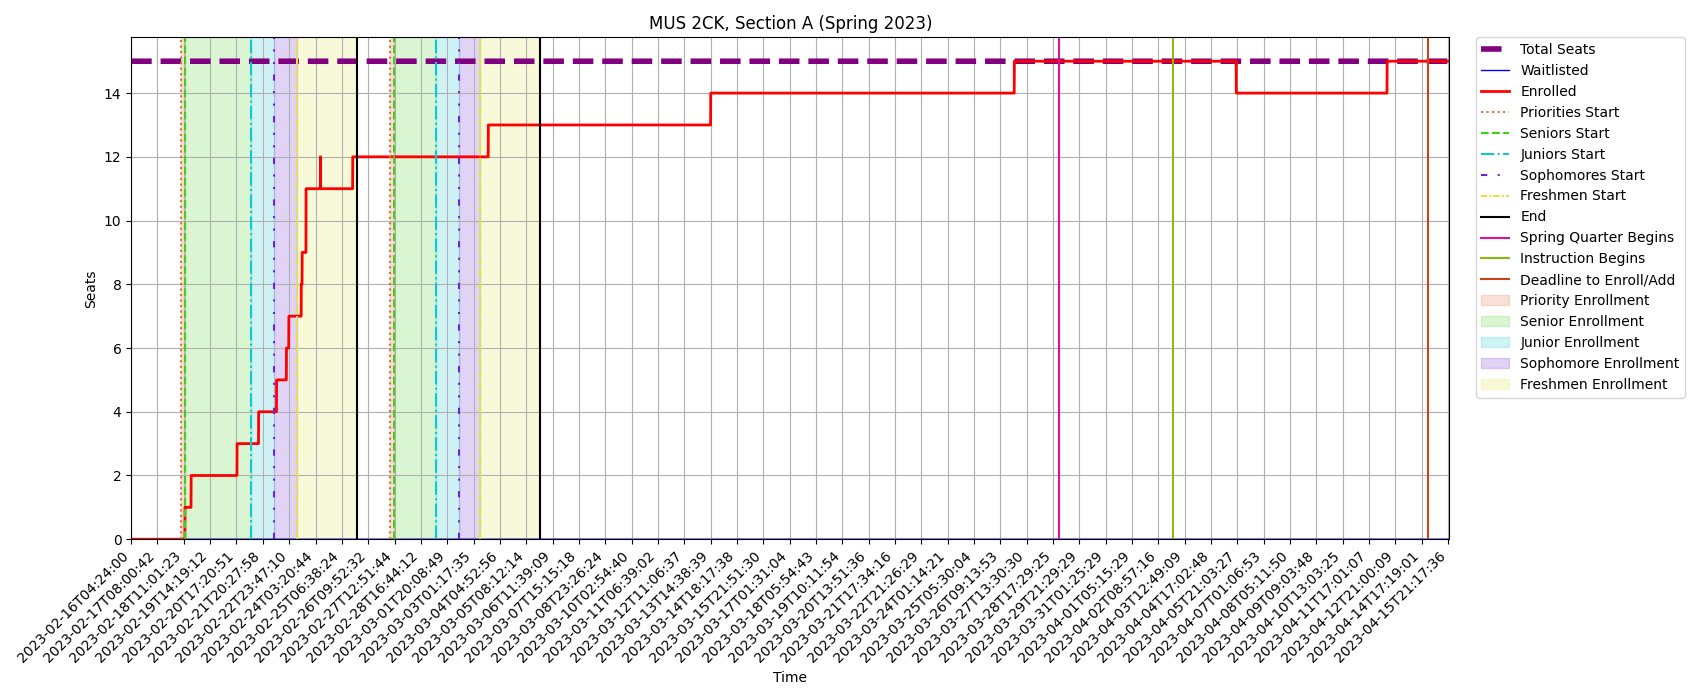 MUS 2CK, Section A (Spring 2023)
Seats
14
12
10
8
6
4
2
0
2023-02-16T04:24:00
2023-02-17T08:00:42
2023-02-18T11:01:23
2023-02-19T14:19:12
2023-02-20T17:20:51
2023-02-21T20:27:58
2023-02-22T23:47:10
2023-02-24T03:20:44
2023-02-25T06:38:24
2023-02-26T09:52:32
2023-02-27T12:51:44
2023-02-28T16:44:12
2023-03-01T20:08:49
2023-03-03T01:17:35
2023-03-04T04:52:56
2023-03-05T08:12:14
2023-03-06T11:39:09
2023-03-07T15:15:18
2023-03-08T23:26:24
2023-03-10T02:54:40
2023-03-11T06:39:02
2023-03-12T11:06:37
2023-03-13T14:38:39
2023-03-14T18:17:38
2023-03-15T21:51:30
2023-03-17T01:31:04
2023-03-18T05:54:43
2023-03-19T10:11:54
2023-03-20T13:51:36
2023-03-21T17:34:16
2023-03-22T21:26:29
2023-03-24T01:14:21
2023-03-25T05:30:04
2023-03-26T09:13:53
2023-03-27T13:30:30
2023-03-28T17:29:25
2023-03-29T21:29:29
2023-03-31T01:25:29
2023-04-01T05:15:29
2023-04-02T08:57:16
2023-04-03T12:49:09
2023-04-04T17:02:48
2023-04-05T21:03:27
2023-04-07T01:06:53
2023-04-08T05:11:50
2023-04-09T09:03:48
2023-04-10T13:03:25
2023-04-11T17:01:07
2023-04-12T21:00:09
2023-04-14T17:19:01
2023-04-15T21:17:36
Time
Total Seats
Waitlisted
Enrolled
Priorities Start
Seniors Start
Juniors Start
Sophomores Start
Freshmen Start
End
Spring Quarter Begins
Instruction Begins
Deadline to Enroll/Add
Priority Enrollment
Senior Enrollment
Junior Enrollment
Sophomore Enrollment
Freshmen Enrollment